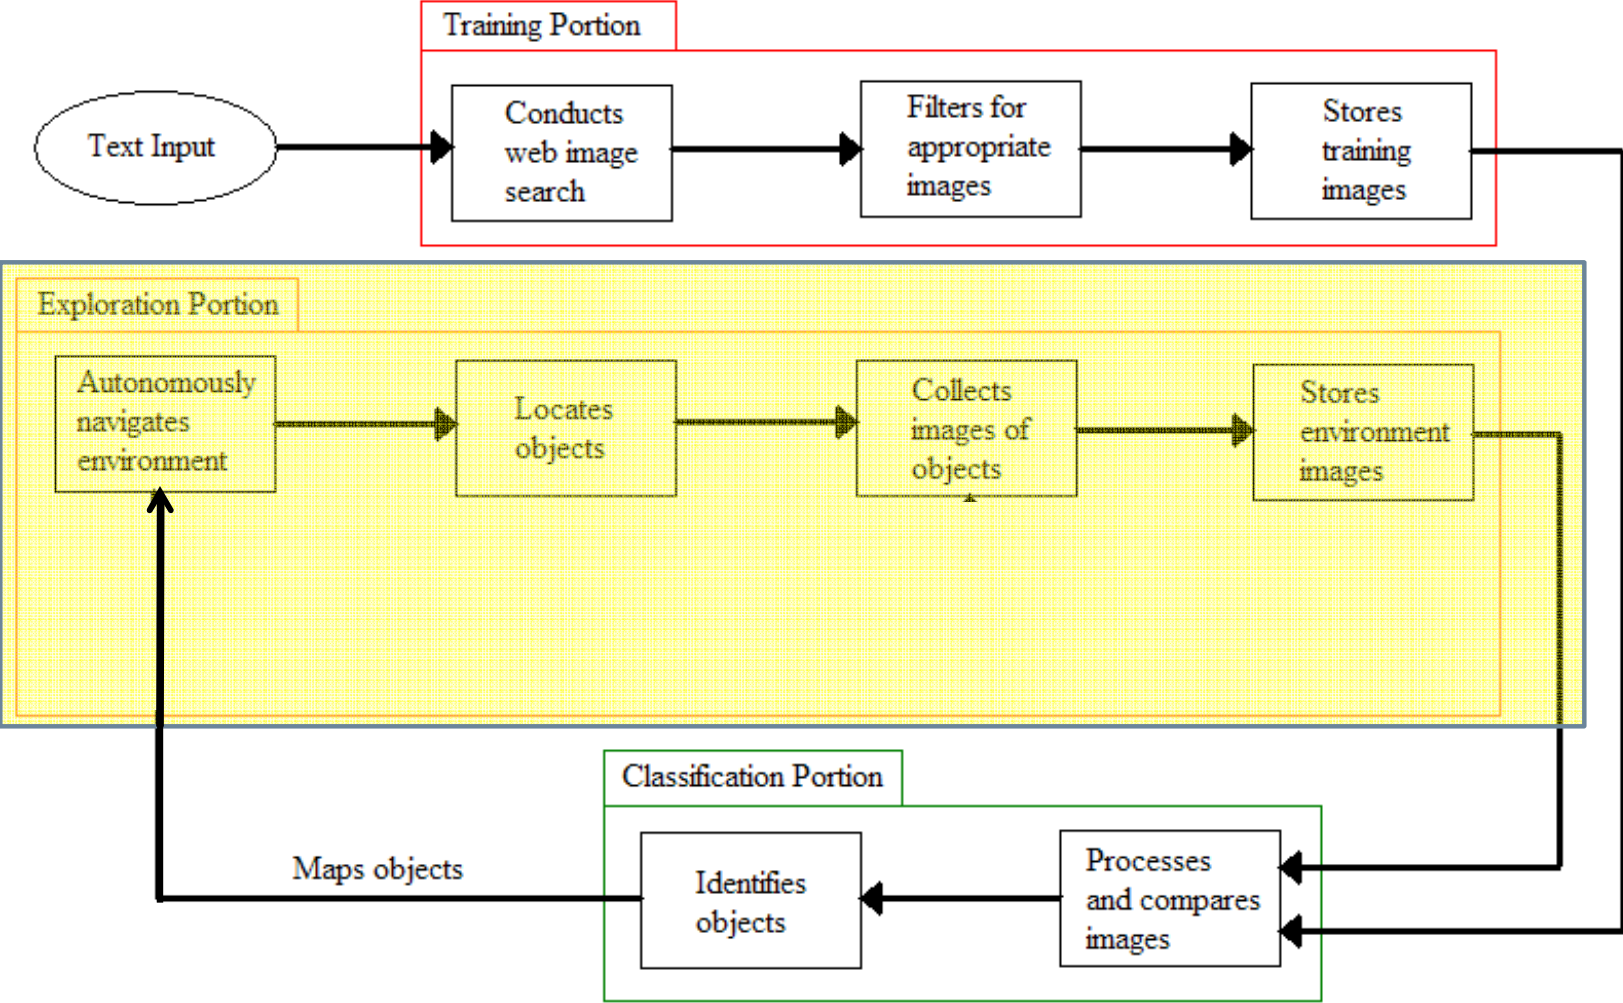 Training Portion
Text Input
Conducts
web image
search
Filters for
appropriate
images
Stores
training
images
Exploration Portion
Autonomously
navigates
environment
Locates
objects
Collects
images of
objects
Stores
environment
images
Classification Portion
Maps objects
Identifies
objects
Processes
and compares
images